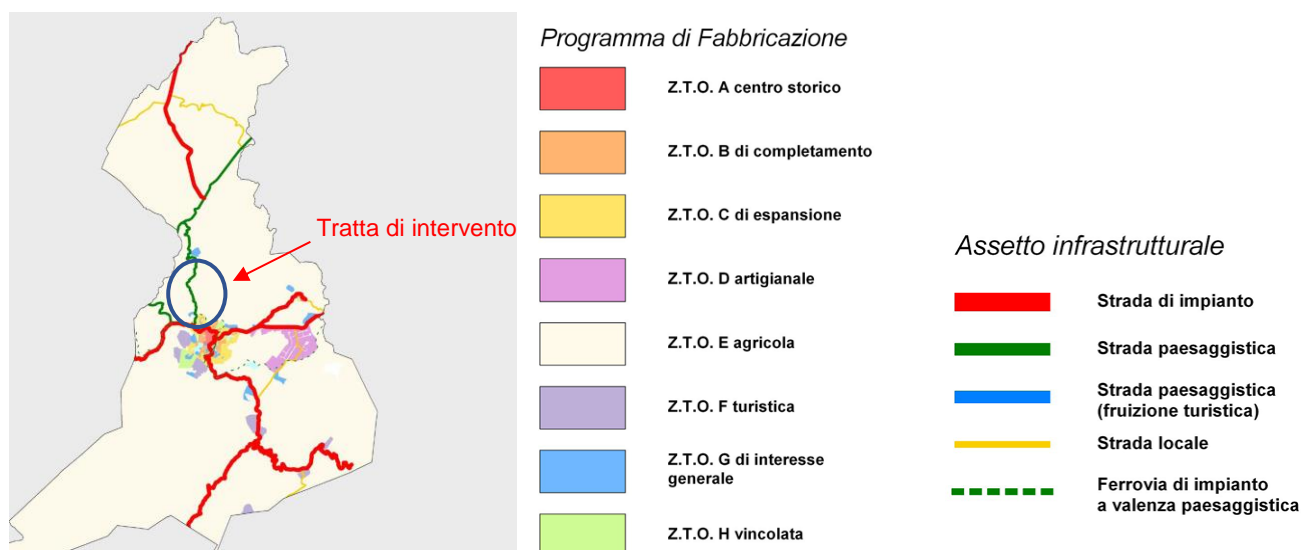 Tratta di intervento
Programma di Fabbricazione
Z.T.O. A centro storico
Z.T.O. B di completamento
Z.T.O. C di espansione
Z.T.O. D artigianale
Z.T.O. E agricola
Z.T.O. F turistica
Z.T.O. G di interesse
generale
Z.T.O. H vincolata
Assetto infrastrutturale
Strada di impianto
Strada paesaggistica
Strada paesaggistica
(fruizione turistica)
Strada locale
Ferrovia di impianto
a valenza paesaggistica